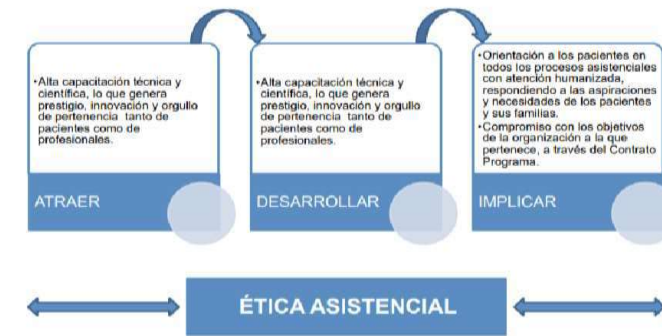 •Alta capacitación técnica y
científica, lo que genera
prestigio, innovación y orgullo
de pertenencia tanto de
pacientes como de
profesionales.
ATRAER
•Alta capacitación técnica y
científica, lo que genera
prestigio, innovación y orgullo
de pertenencia tanto de
pacientes como de
profesionales.
DESARROLLAR
•Orientación a los pacientes en
todos los procesos asistenciales
con atención humanizada,
respondiendo a las aspiraciones
y necesidades de los pacientes
y sus familias.
•Compromiso con los objetivos
de la organización a la que
pertenece, a través del Contrato
Programa.
IMPLICAR
ÉTICA ASISTENCIAL